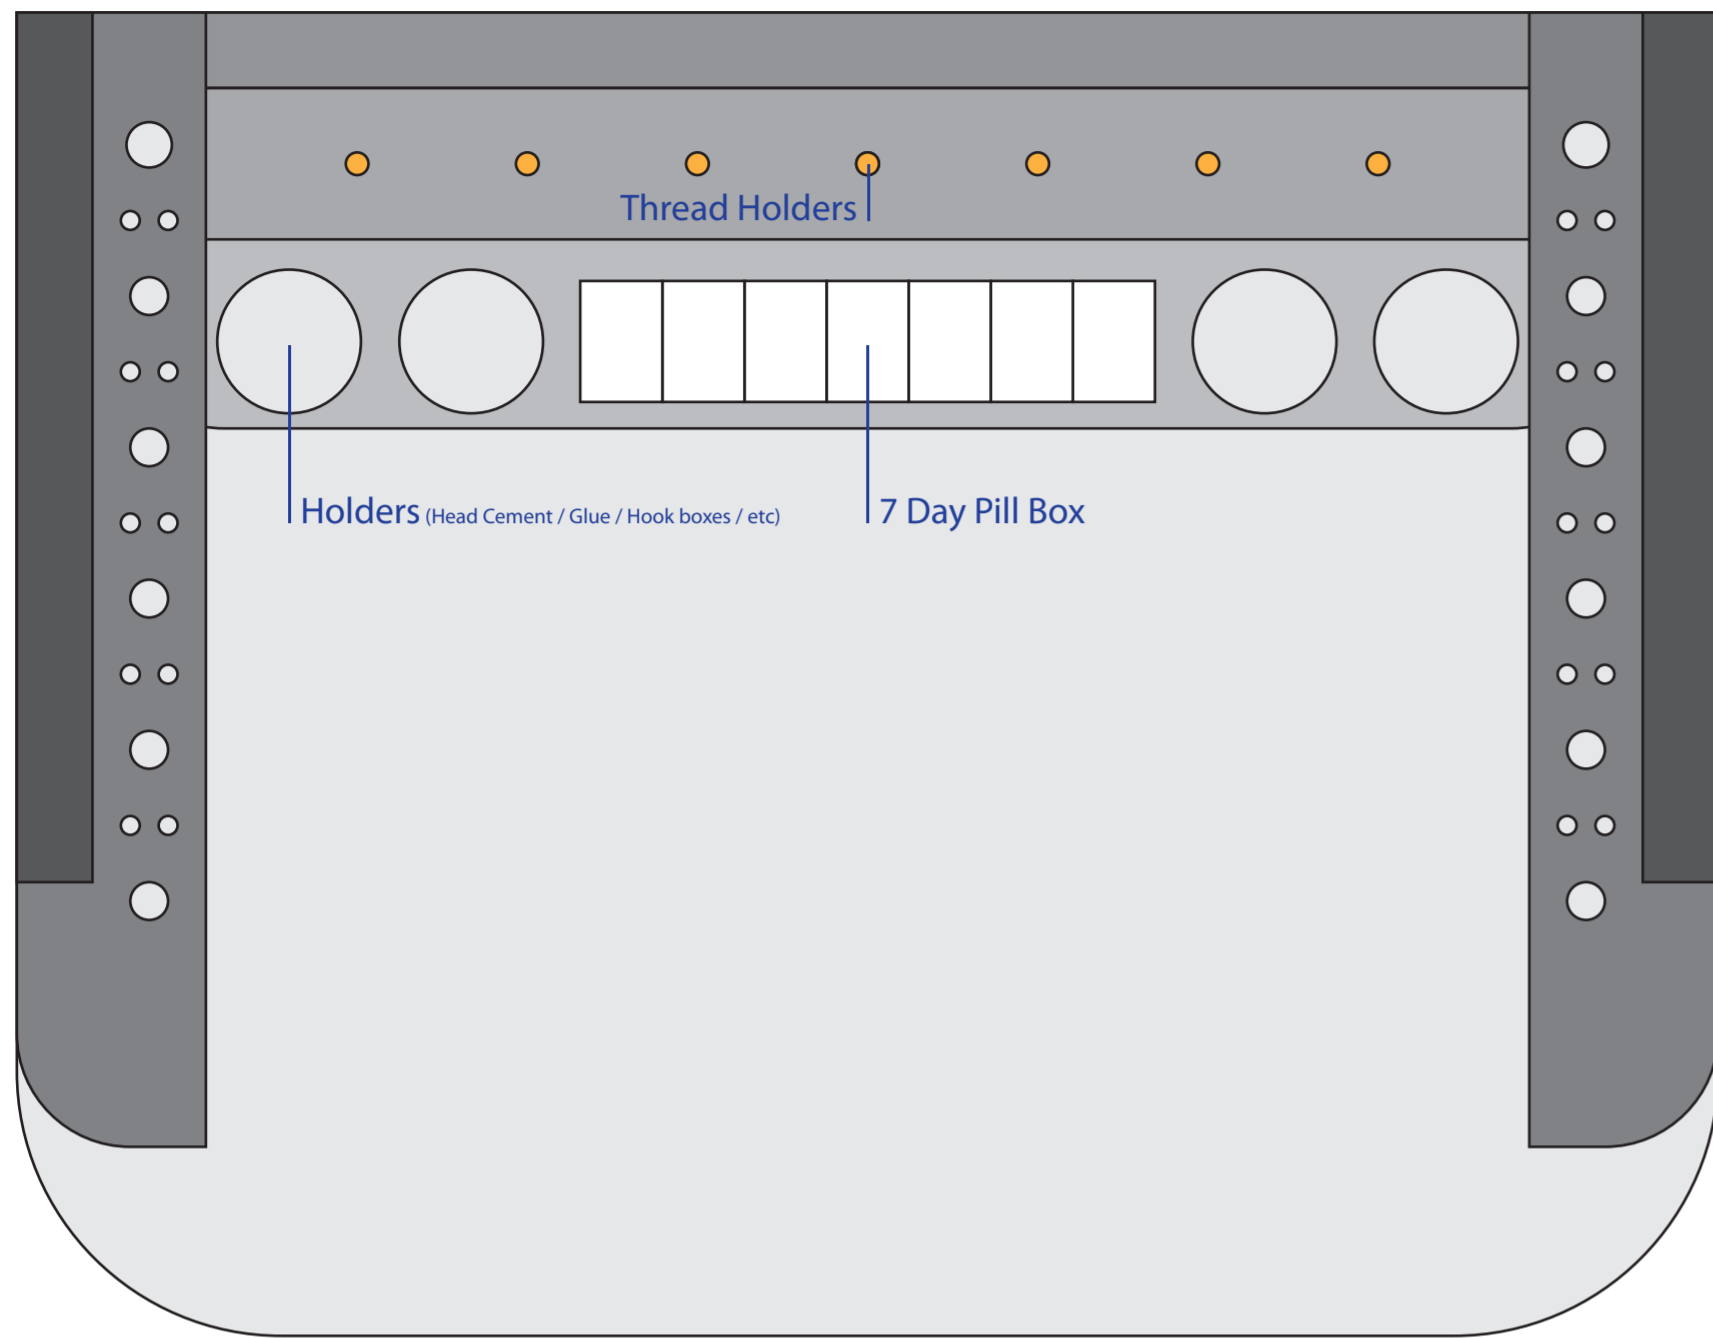 Thread Holders
Holders (Head Cement / Glue / Hook boxes / etc)
7 Day Pill Box